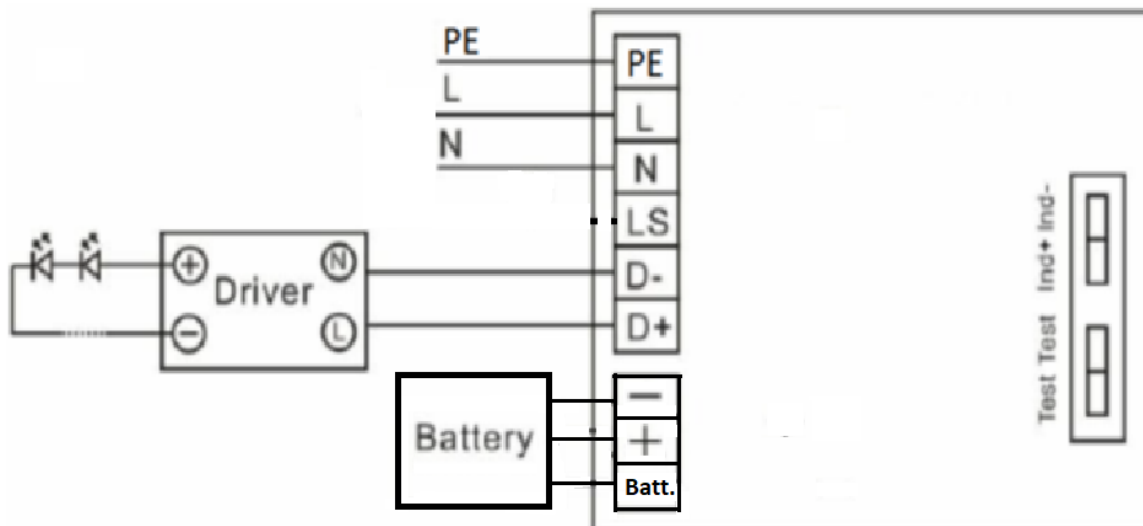 PE
L
N
PE
L
N
LS
D-
D+
+
N
Driver
−
L
Battery
−
+
Batt.
Test Test Ind+ Ind-